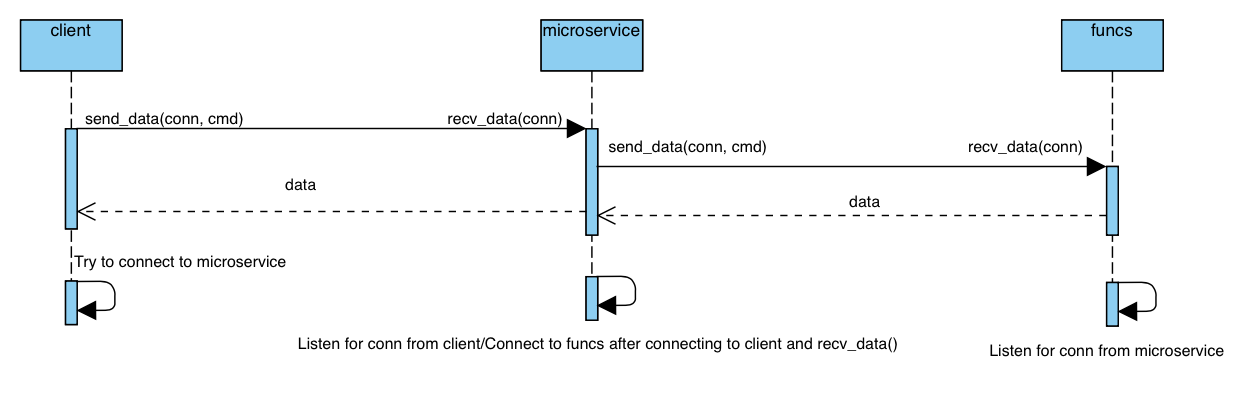 client
microservice
funcs
send_data(conn, cmd)
recv_data(conn)
send_data(conn, cmd)
recv_data(conn)
data
data
Try to connect to microservice
Listen for conn from client/Connect to funcs after connecting to client and recv_data()
Listen for conn from microservice